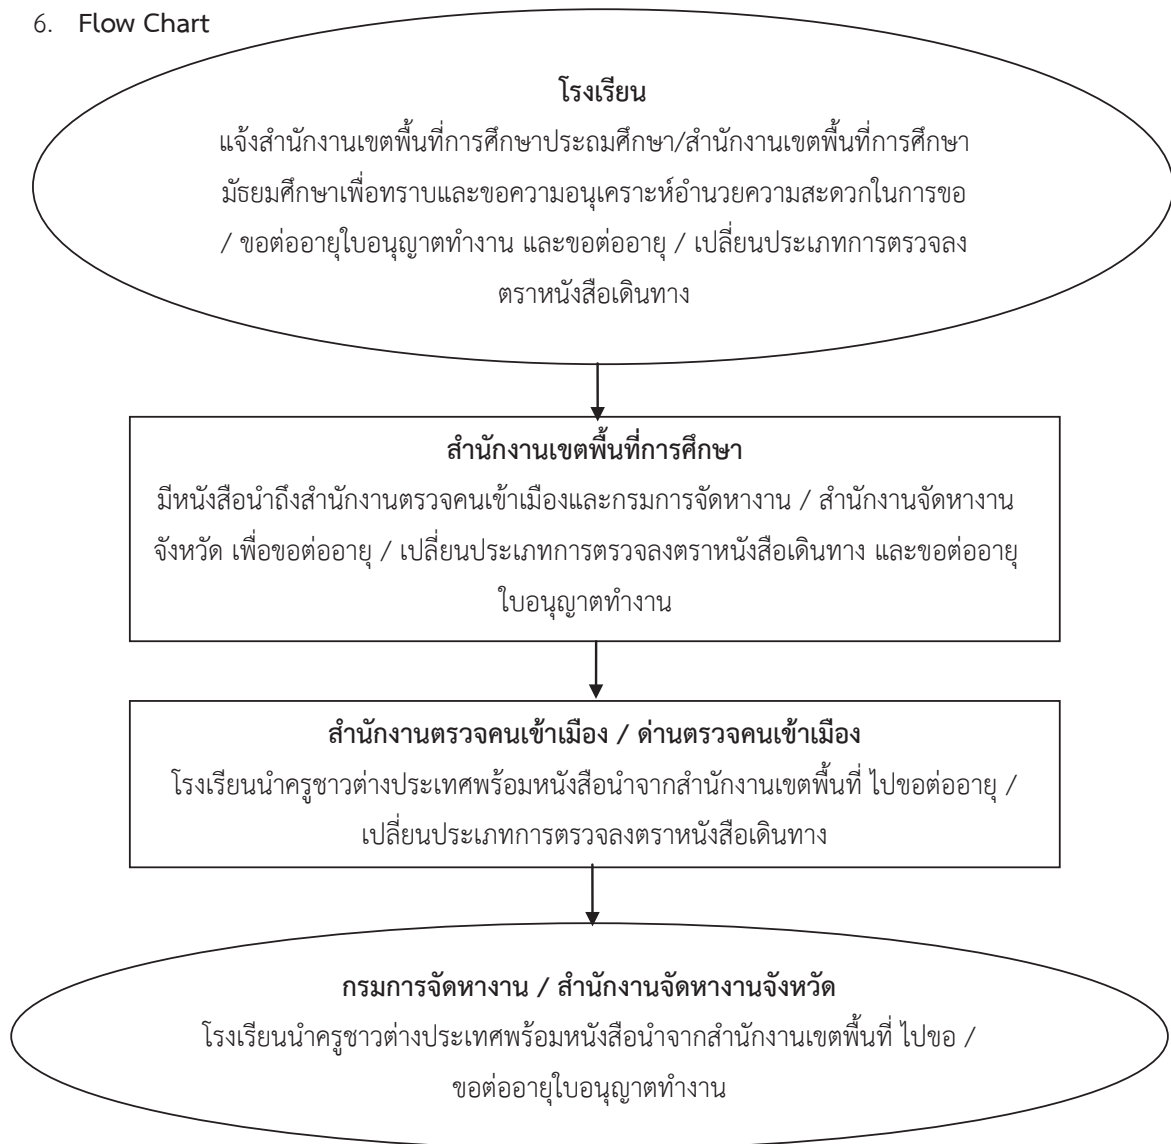 6. Flow Chart
โรงเรียน
แจ้งสำนักงานเขตพื้นที่การศึกษาประถมศึกษา/สำนักงานเขตพื้นที่การศึกษา
มัธยมศึกษาเพื่อทราบและขอความอนุเคราะห์อำนวยความสะดวกในการขอ
/ ขอต่ออายุใบอนุญาตทำงาน และขอต่ออายุ / เปลี่ยนประเภทการตรวจลง
ตราหนังสือเดินทาง
สำนักงานเขตพื้นที่การศึกษา
มีหนังสือนำถึงสำนักงานตรวจคนเข้าเมืองและกรมการจัดหางาน / สำนักงานจัดหางาน
จังหวัด เพื่อขอต่ออายุ / เปลี่ยนประเภทการตรวจลงตราหนังสือเดินทาง และขอต่ออายุ
ใบอนุญาตทำงาน
สำนักงานตรวจคนเข้าเมือง / ด่านตรวจคนเข้าเมือง
โรงเรียนนำครูชาวต่างประเทศพร้อมหนังสือนำจากสำนักงานเขตพื้นที่ ไปขอต่ออายุ /
เปลี่ยนประเภทการตรวจลงตราหนังสือเดินทาง
กรมการจัดหางาน / สำนักงานจัดหางานจังหวัด
โรงเรียนนำครูชาวต่างประเทศพร้อมหนังสือนำจากสำนักงานเขตพื้นที่ ไปขอ /
ขอต่ออายุใบอนุญาตทำงาน